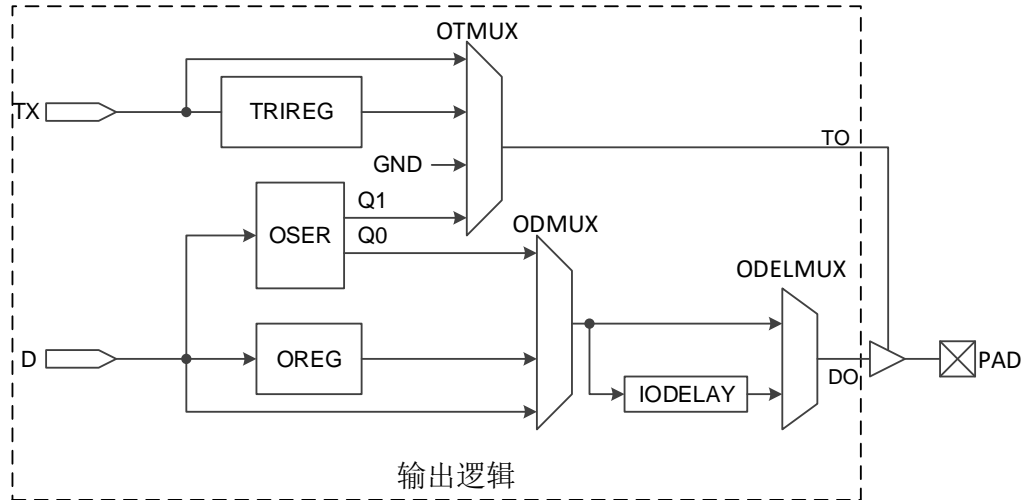 OTMUX
TX
TRIREG
TO
GND
Q1
OSER
Q0
ODMUX
ODELMUX
D
OREG
DO
PAD
IODELAY
输出逻辑